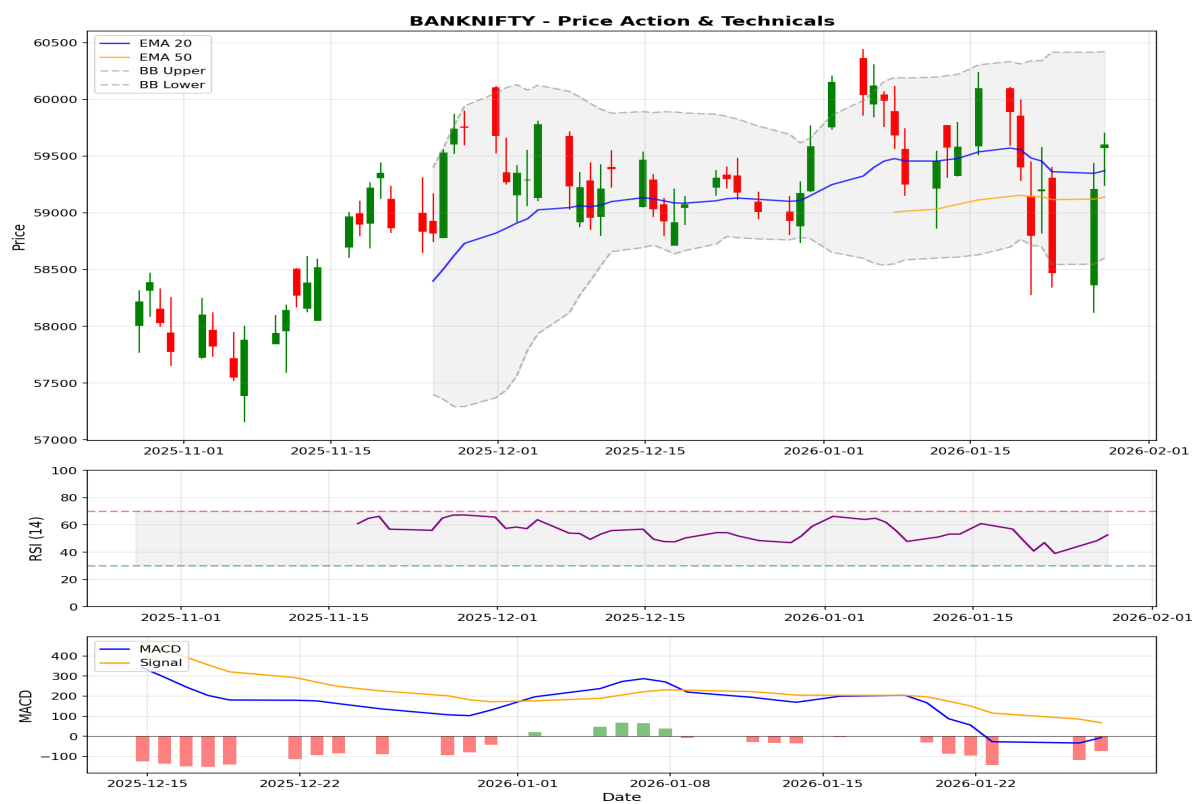 BANKNIFTY - Price Action & Technicals
EMA 20
EMA 50
BB Upper
BB Lower
Price
60500
60000
59500
59000
58500
58000
57500
57000
2025-11-01 2025-11-15 2025-12-01 2025-12-15 2026-01-01 2026-01-15 2026-02-01
RSI (14)
100
80
60
40
20
0
2025-11-01 2025-11-15 2025-12-01 2025-12-15 2026-01-01 2026-01-15 2026-02-01
MACD
Signal
MACD
400
300
200
100
0
−100
2025-12-15 2025-12-22 2026-01-01 2026-01-08 2026-01-15 2026-01-22
Date